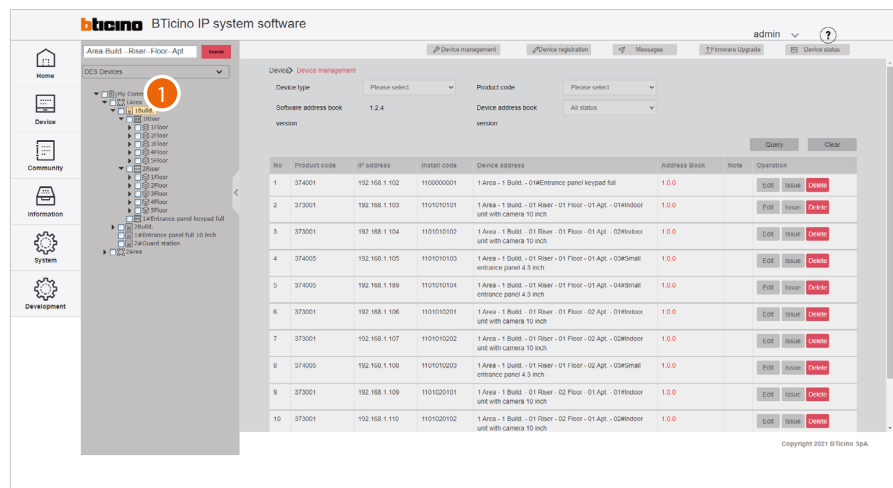 bticino BTicino IP system software
admin
?
Area-Build.-Riser-Floor-Apt. Search
Device management Device registration Messages Firmware Upgrade Device status
Home
Device
Community
Information
System
Development
DES Devices
My Comm
1Area
1Build.
1Riser
1Floor
2Floor
3Floor
4Floor
5Floor
2Riser
1Floor
2Floor
3Floor
4Floor
5Floor
1#Entrance panel keypad full
2Build.
1#Entrance panel full 10 inch
2#Guard station
2Area
1
Device> Device management
Device type Please select Product code Please select
Software address book version 1.2.4 Device address book version All status
Query Clear
No Product code IP address Install code Device address Address Book Note Operation
1 374001 192.168.1.102 1100000001 1 Area - 1 Build. - 01#Entrance panel keypad full 1.0.0 Edit Issue Delete
2 373001 192.168.1.103 1101010101 1 Area - 1 Build. - 01 Riser - 01 Floor - 01 Apt. - 01#Indoor
unit with camera 10 inch 1.0.0 Edit Issue Delete
3 373001 192.168.1.104 1101010102 1 Area - 1 Build. - 01 Riser - 01 Floor - 01 Apt. - 02#Indoor
unit with camera 10 inch 1.0.0 Edit Issue Delete
4 374005 192.168.1.105 1101010103 1 Area - 1 Build. - 01 Riser - 01 Floor - 01 Apt. - 03#Small
entrance panel 4.3 inch 1.0.0 Edit Issue Delete
5 374005 192.168.1.189 1101010104 1 Area - 1 Build. - 01 Riser - 01 Floor - 01 Apt. - 04#Small
entrance panel 4.3 inch 1.0.0 Edit Issue Delete
6 373001 192.168.1.106 1101010201 1 Area - 1 Build. - 01 Riser - 01 Floor - 02 Apt. - 01#Indoor
unit with camera 10 inch 1.0.0 Edit Issue Delete
7 373001 192.168.1.107 1101010202 1 Area - 1 Build. - 01 Riser - 01 Floor - 02 Apt. - 02#Indoor
unit with camera 10 inch 1.0.0 Edit Issue Delete
8 374005 192.168.1.108 1101010203 1 Area - 1 Build. - 01 Riser - 01 Floor - 02 Apt. - 03#Small
entrance panel 4.3 inch 1.0.0 Edit Issue Delete
9 373001 192.168.1.109 1101020101 1 Area - 1 Build. - 01 Riser - 02 Floor - 01 Apt. - 01#Indoor
unit with camera 10 inch 1.0.0 Edit Issue Delete
10 373001 192.168.1.110 1101020102 1 Area - 1 Build. - 01 Riser - 02 Floor - 01 Apt. - 02#Indoor
unit with camera 10 inch 1.0.0 Edit Issue Delete
Copyright 2021 BTicino SpA